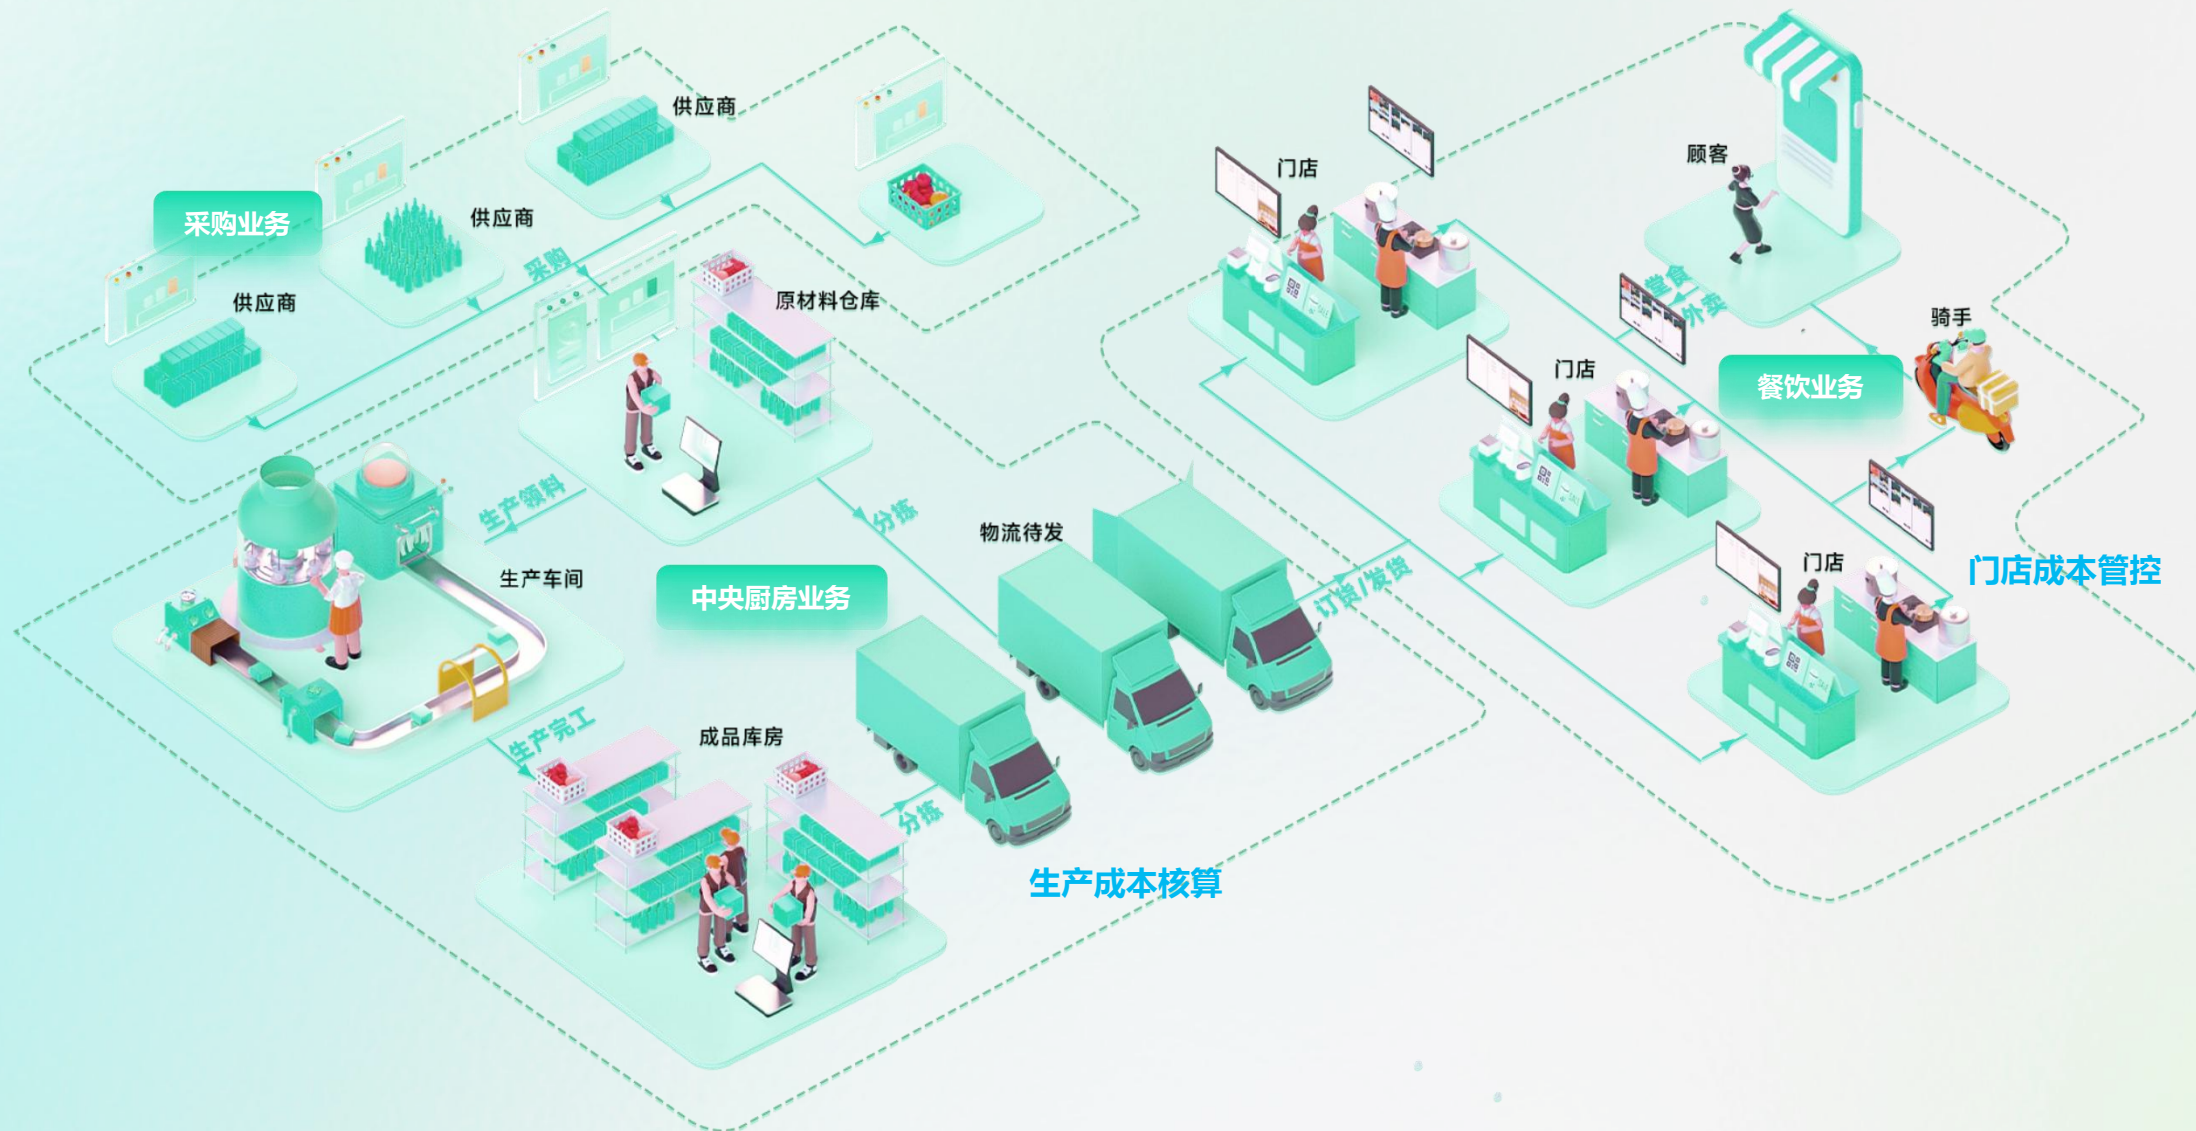 供应商
采购业务
供应商
供应商
采购
原材料仓库
生产领料
生产车间
分拣
物流待发
中央厨房业务
生产完工
成品库房
分拣
订货/发货
生产成本核算
门店
顾客
堂食
外卖
骑手
门店
餐饮业务
门店
门店成本管控